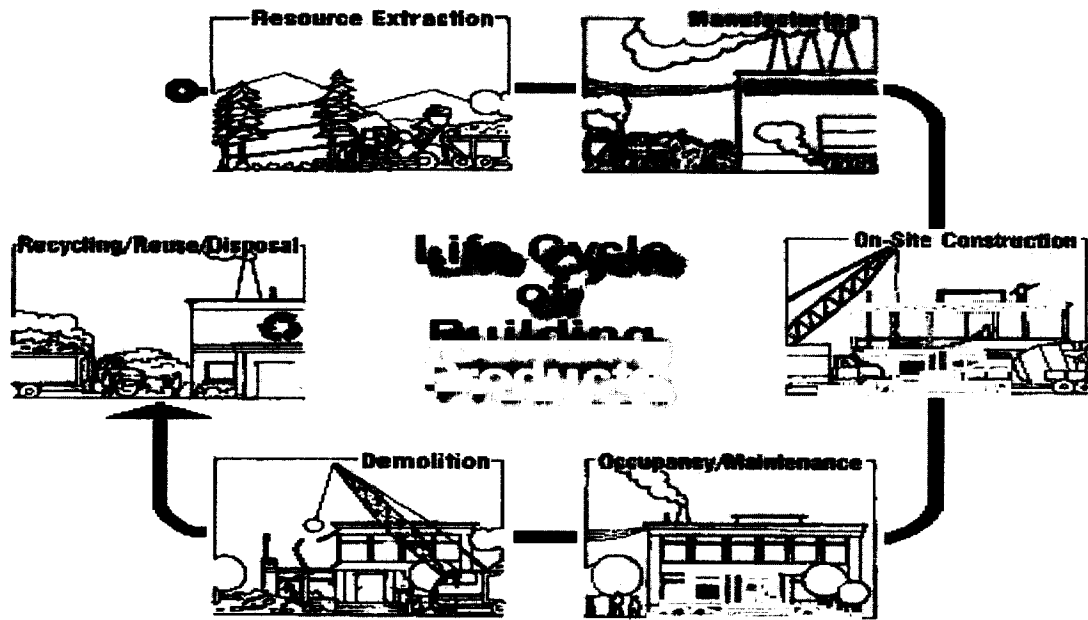 Resource Extraction
Manufacturing
Recycling/Reuse/Disposal
Life Cycle
of
Building
Products
On-Site Construction
Demolition
Occupancy/Maintenance